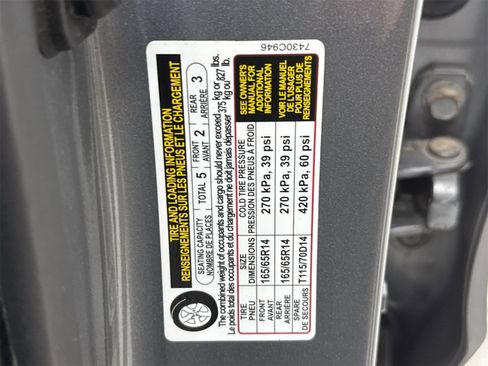 7430C946
TIRE AND LOADING INFORMATION
RENSEIGNEMENTS SUR LES PNEUS ET LE CHARGEMENT
SEATING CAPACITY TOTAL 5 FRONT 2 REAR 3
NOMBRE DE PLACES AVANT ARRIÈRE
The combined weight of occupants and cargo should never exceed 375 kg or 827 lbs.
Le poids total des occupants et du chargement ne doit jamais dépasser 375 kg ou 827 lb.
TIRE SIZE COLD TIRE PRESSURE
PNEU DIMENSIONS PRESSION DES PNEUS À FROID
FRONT 165/65R14 270 kPa, 39 psi
AVANT
REAR 165/65R14 270 kPa, 39 psi
ARRIÈRE
SPARE T115/70D14 420 kPa, 60 psi
DE SECOURS
SEE OWNER'S
MANUAL FOR
ADDITIONAL
INFORMATION
VOIR LE MANUEL
DE L'USAGER
POUR PLUS DE
RENSEIGNEMENTS